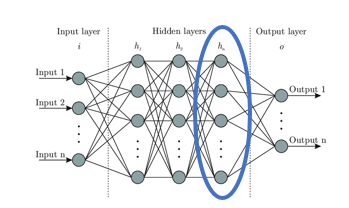 Input layer
Hidden layers
Output layer
i
h₁
h₂
hₙ
o
Input 1
Input 2
Input n
Output 1
Output n